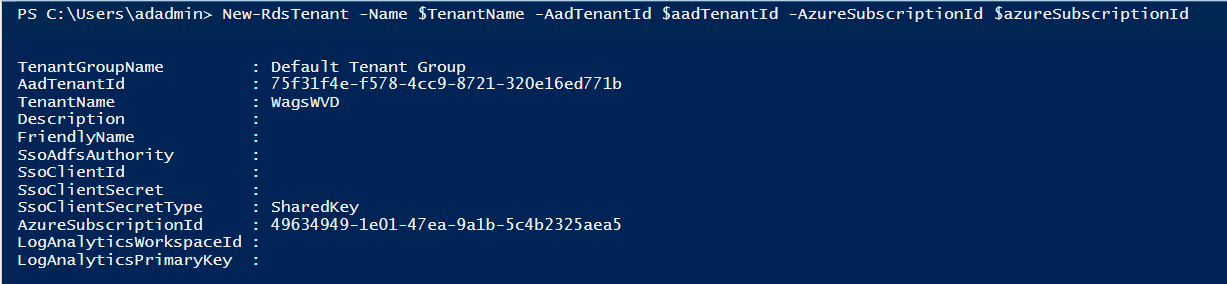 PS C:\Users\adadmin> New-RdsTenant -Name $TenantName -AadTenantId $aadTenantId -AzureSubscriptionId $azureSubscriptionId
TenantGroupName : Default Tenant Group
AadTenantId : 75f31f4e-f578-4cc9-8721-320e16ed771b
TenantName : WagsWVD
Description :
FriendlyName :
SsoAdfsAuthority :
SsoClientId :
SsoClientSecret :
SsoClientSecretType : SharedKey
AzureSubscriptionId : 49634949-1e01-47ea-9a1b-5c4b2325aea5
LogAnalyticsWorkspaceId :
LogAnalyticsPrimaryKey :